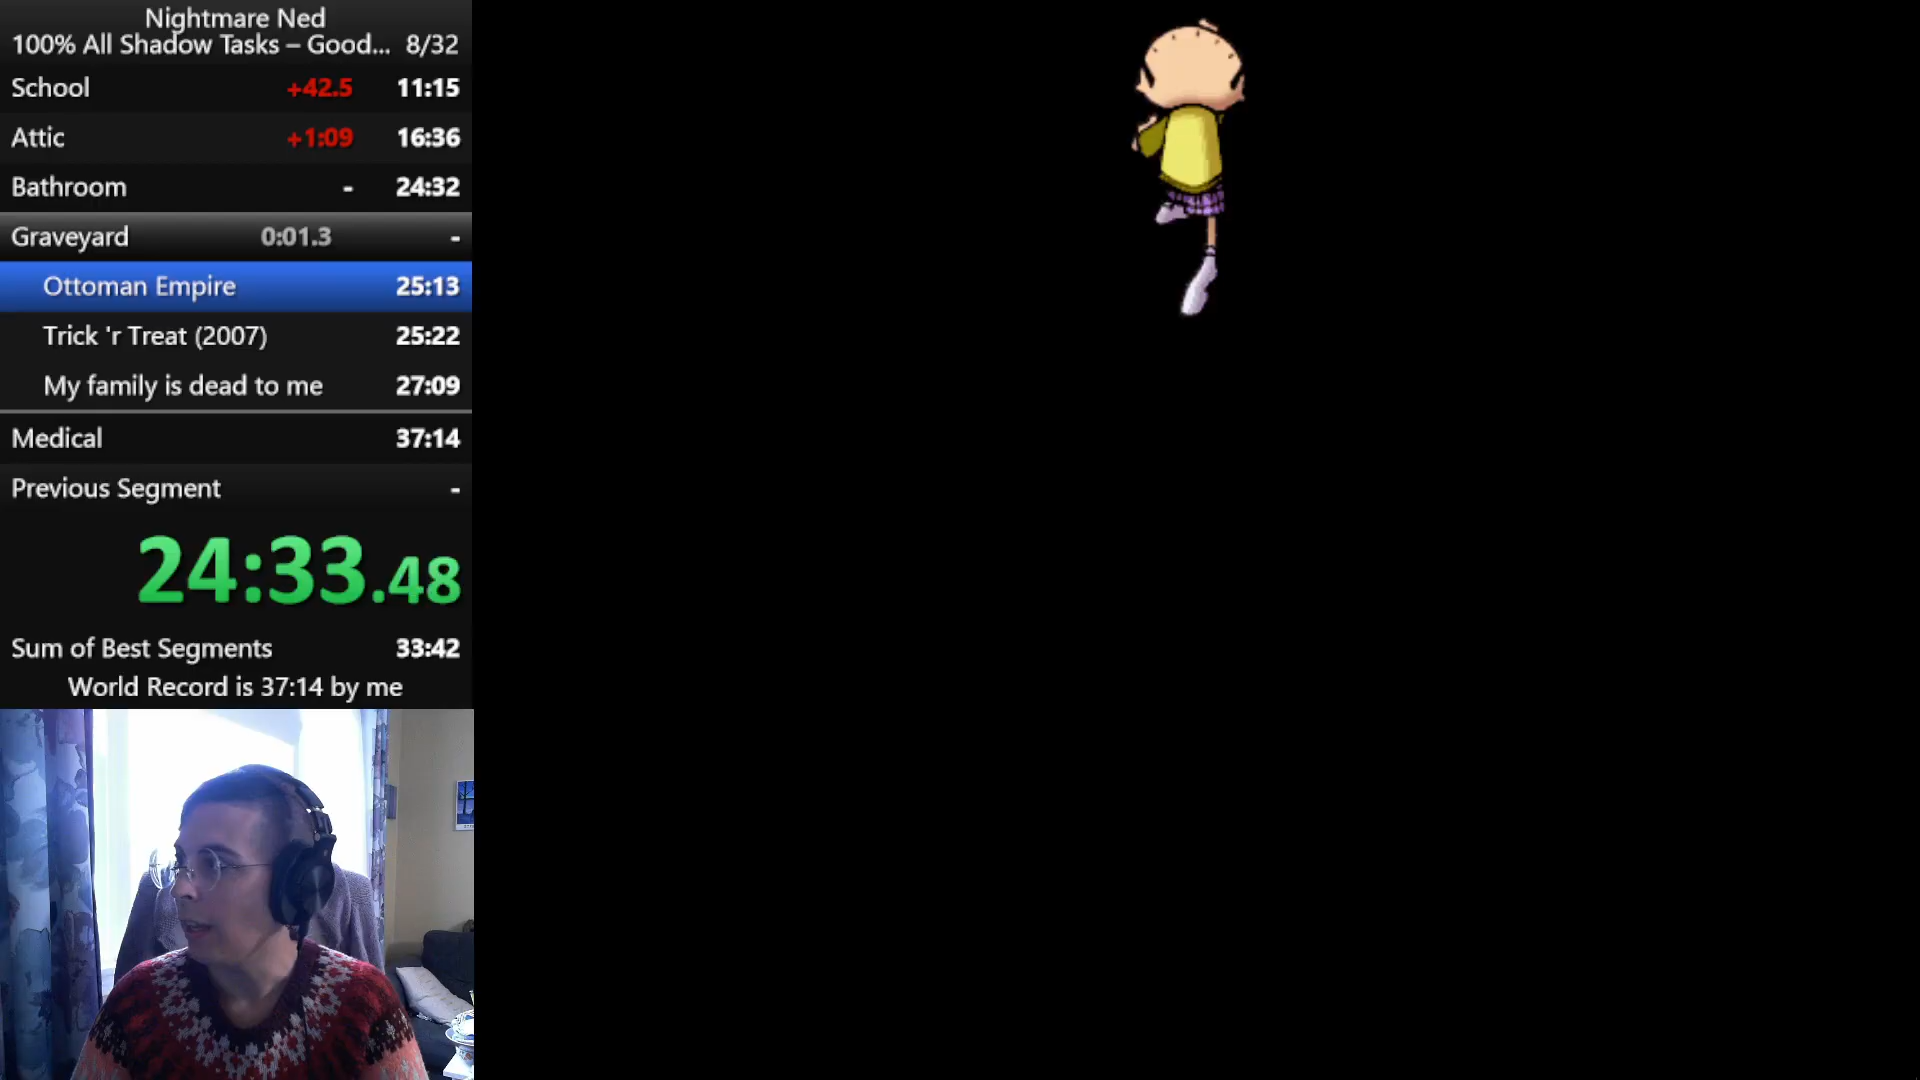 Nightmare Ned
100% All Shadow Tasks – Good... 8/32
School +42.5 11:15
Attic +1:09 16:36
Bathroom - 24:32
Graveyard 0:01.3 -
Ottoman Empire 25:13
Trick 'r Treat (2007) 25:22
My family is dead to me 27:09
Medical 37:14
Previous Segment -
24:33.48
Sum of Best Segments 33:42
World Record is 37:14 by me